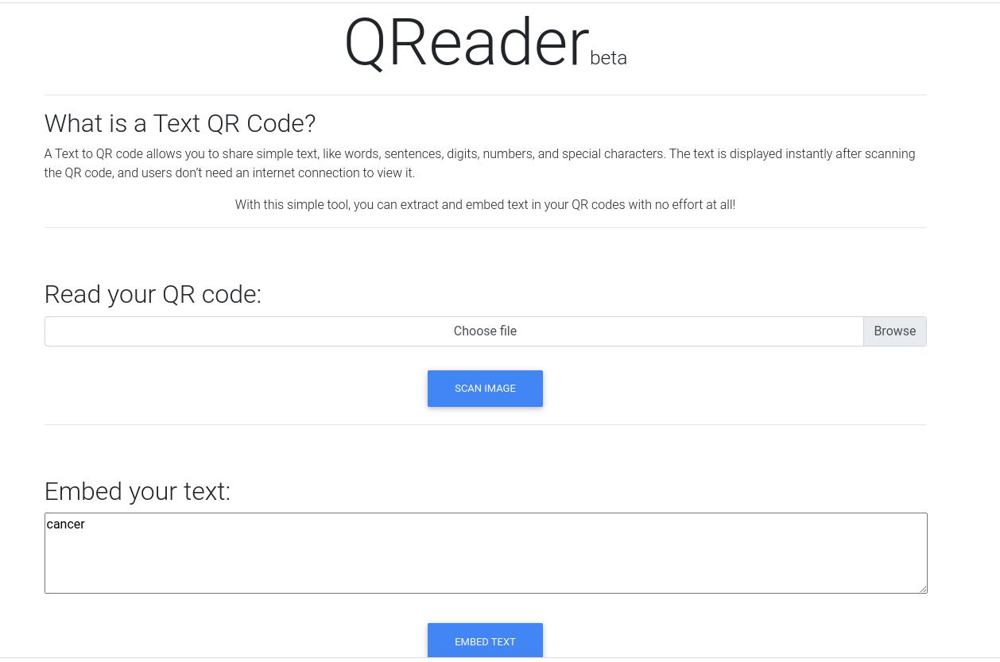 QReader beta
What is a Text QR Code?
A Text to QR code allows you to share simple text, like words, sentences, digits, numbers, and special characters. The text is displayed instantly after scanning
the QR code, and users don’t need an internet connection to view it.
With this simple tool, you can extract and embed text in your QR codes with no effort at all!
Read your QR code:
Choose file Browse
SCAN IMAGE
Embed your text:
cancer
EMBED TEXT